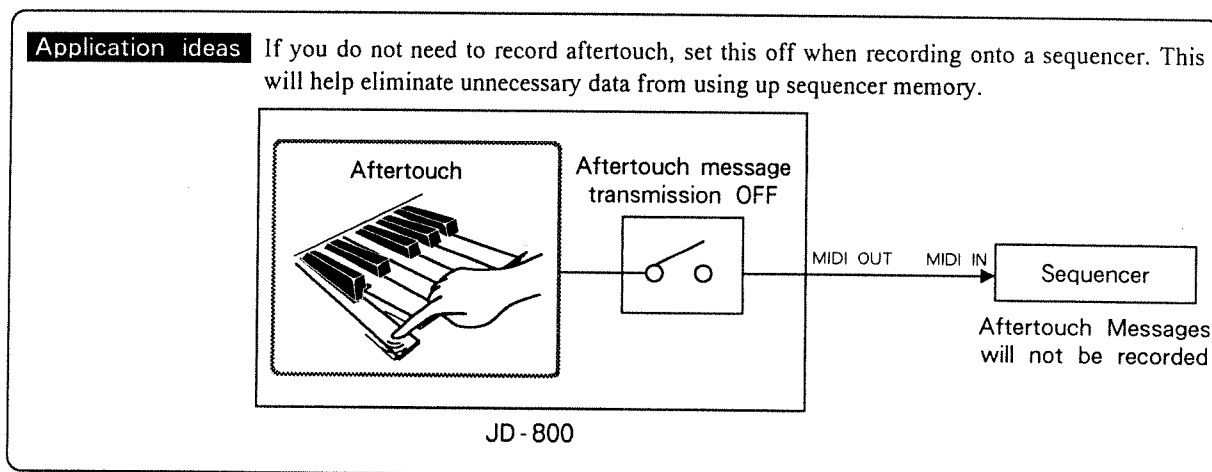 Application ideas If you do not need to record aftertouch, set this off when recording onto a sequencer. This
will help eliminate unnecessary data from using up sequencer memory.
Aftertouch
Aftertouch message
transmission OFF
MIDI OUT MIDI IN
Sequencer
Aftertouch Messages
will not be recorded
JD-800